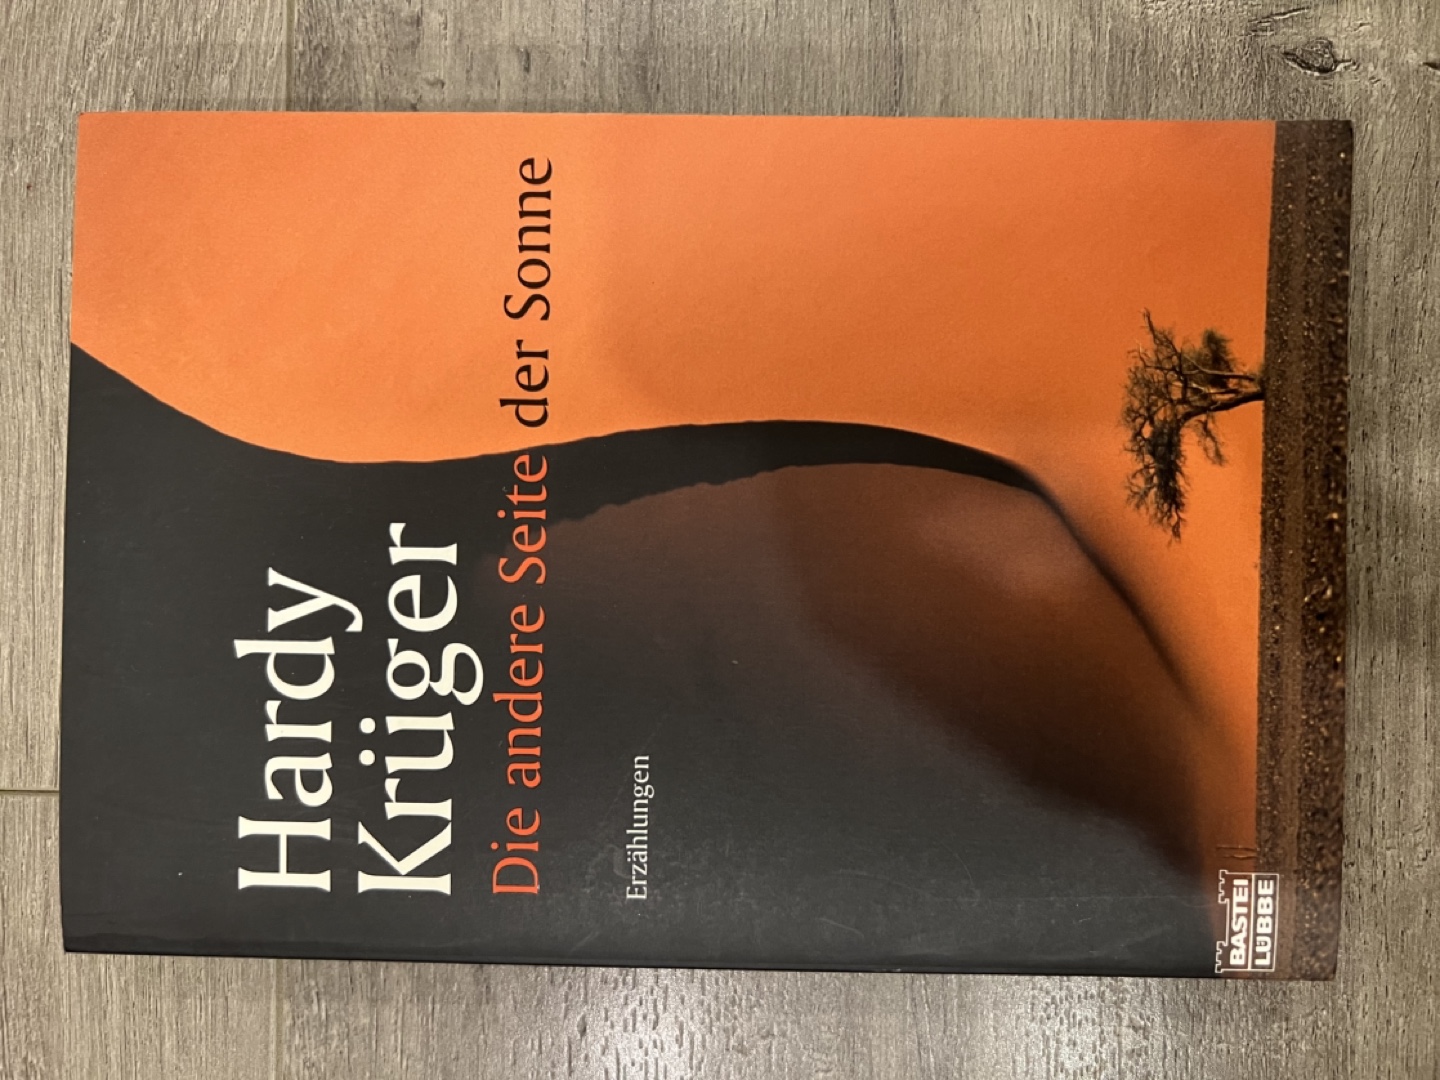 Hardy
Krüger
Die andere Seite der Sonne
Erzählungen
BASTEI
LÜBBE